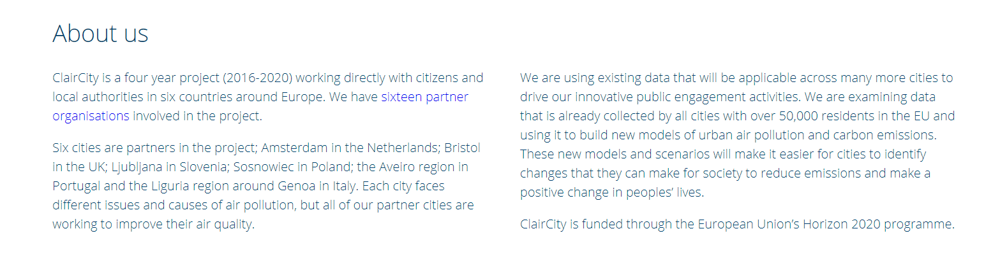 About us
ClairCity is a four year project (2016-2020) working directly with citizens and
local authorities in six countries around Europe. We have sixteen partner
organisations involved in the project.
Six cities are partners in the project; Amsterdam in the Netherlands; Bristol
in the UK; Ljubljana in Slovenia; Sosnowiec in Poland; the Aveiro region in
Portugal and the Liguria region around Genoa in Italy. Each city faces
different issues and causes of air pollution, but all of our partner cities are
working to improve their air quality.
We are using existing data that will be applicable across many more cities to
drive our innovative public engagement activities. We are examining data
that is already collected by all cities with over 50,000 residents in the EU and
using it to build new models of urban air pollution and carbon emissions.
These new models and scenarios will make it easier for cities to identify
changes that they can make for society to reduce emissions and make a
positive change in peoples’ lives.
ClairCity is funded through the European Union’s Horizon 2020 programme.